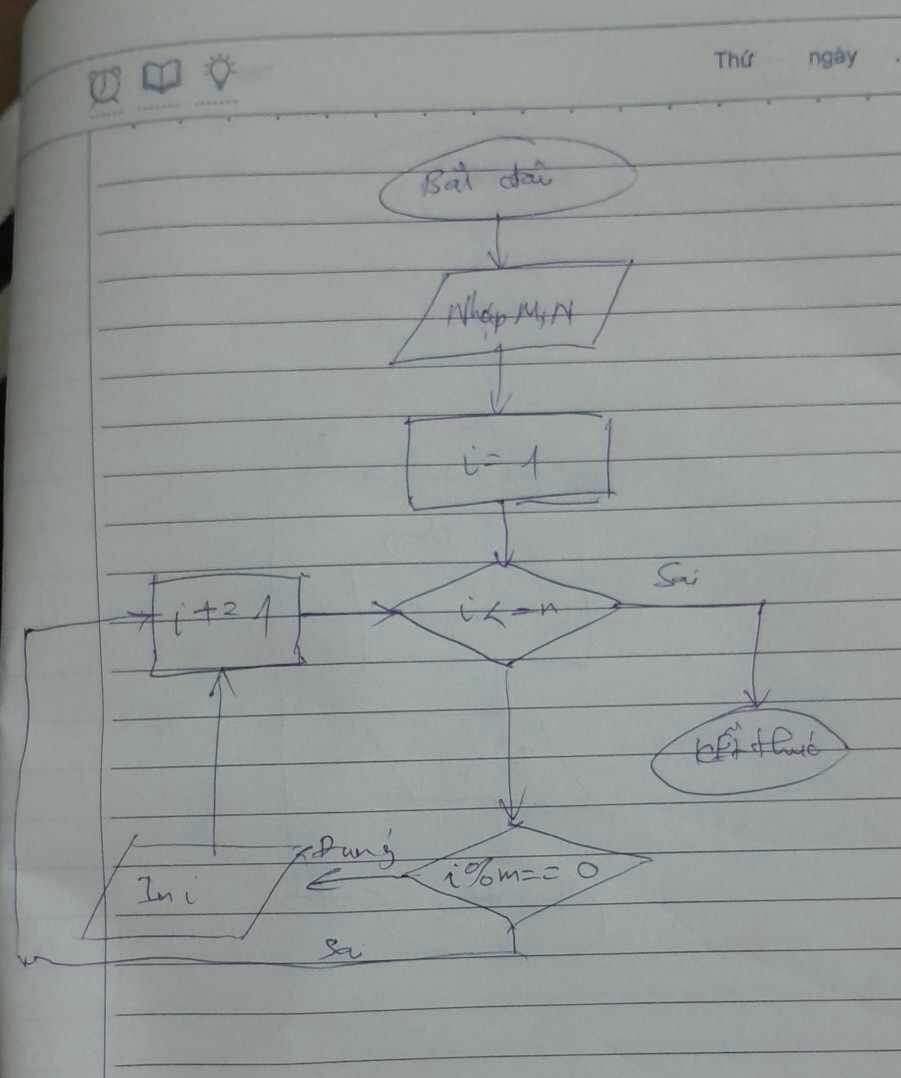 Thứ ngày
Bắt đầu
Nhập M, N
i = 1
Sai
i += 1
i <= n
Kết thúc
Đúng
i%m == 0
In i
Sai